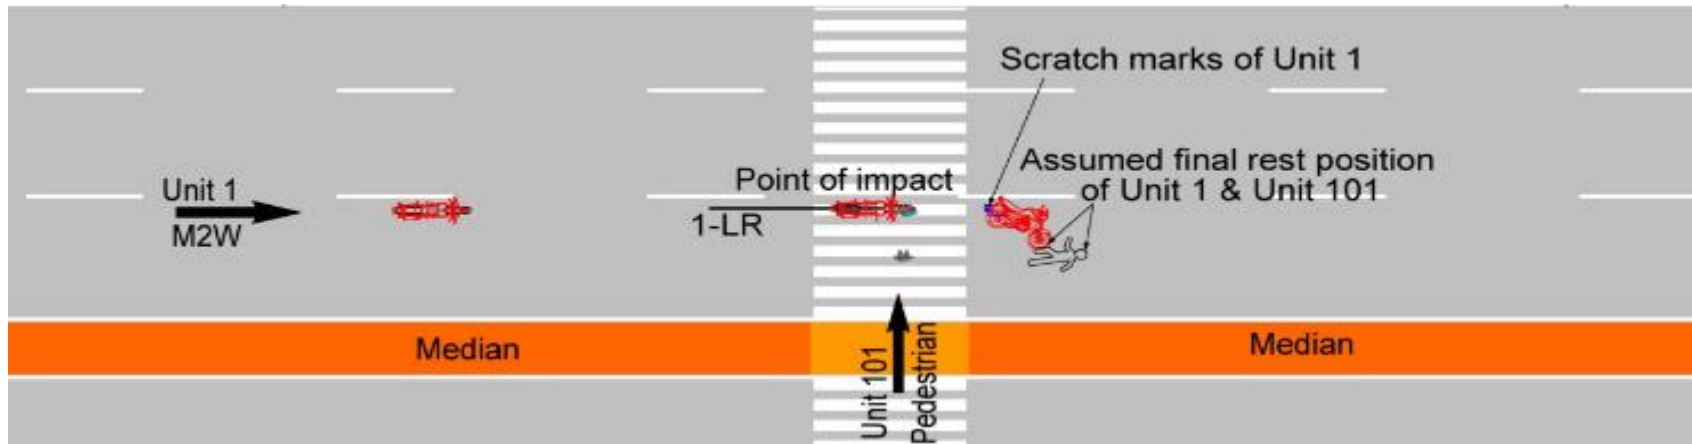 Scratch marks of Unit 1
Assumed final rest position
of Unit 1 & Unit 101
Point of impact
Unit 1
M2W
1-LR
Median
Median
Unit 101
Pedestrian